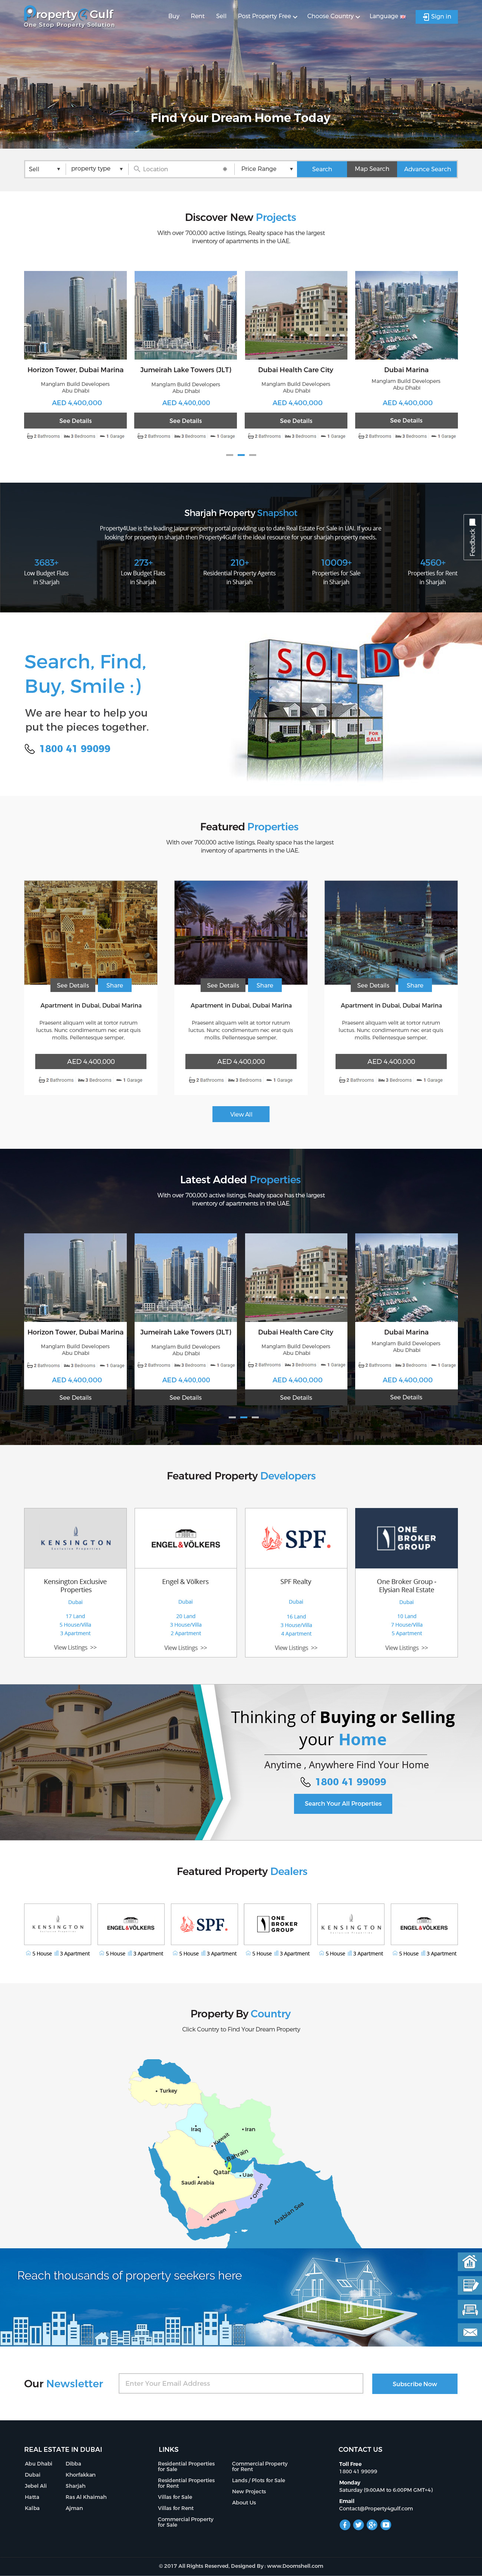 Property4Gulf
One Stop Property Solution
Buy Rent Sell Post Property Free Choose Country Language Sign in
Find Your Dream Home Today
Sell property type Location Price Range Search Map Search Advance Search
Discover New Projects
With over 700,000 active listings, Realty space has the largest
inventory of apartments in the UAE.
Horizon Tower, Dubai Marina Jumeirah Lake Towers (JLT) Dubai Health Care City Dubai Marina
Manglam Build Developers Manglam Build Developers Manglam Build Developers Manglam Build Developers
Abu Dhabi Abu Dhabi Abu Dhabi Abu Dhabi
AED 4,400,000 AED 4,400,000 AED 4,400,000 AED 4,400,000
See Details See Details See Details See Details
2 Bathrooms 3 Bedrooms 1 Garage 2 Bathrooms 3 Bedrooms 1 Garage 2 Bathrooms 3 Bedrooms 1 Garage 2 Bathrooms 3 Bedrooms 1 Garage
Sharjah Property Snapshot
Property4Uae is the leading Jaipur property portal providing up to date Real Estate For Sale in UAI. If you are
looking for property in sharjah then Property4Gulf is the ideal resource for your sharjah property needs.
Feedback
3683+ 273+ 210+ 10009+ 4560+
Low Budget Flats Low Budget Flats Residential Property Agents Properties for Sale Properties for Rent
in Sharjah in Sharjah in Sharjah in Sharjah in Sharjah
Search, Find,
Buy, Smile :)
We are hear to help you
put the pieces together.
1800 41 99099
SOLD
FOR
SALE
Featured Properties
With over 700,000 active listings, Realty space has the largest
inventory of apartments in the UAE.
See Details Share See Details Share See Details Share
Apartment in Dubai, Dubai Marina Apartment in Dubai, Dubai Marina Apartment in Dubai, Dubai Marina
Praesent aliquam velit at tortor rutrum Praesent aliquam velit at tortor rutrum Praesent aliquam velit at tortor rutrum
luctus. Nunc condimentum nec erat quis luctus. Nunc condimentum nec erat quis luctus. Nunc condimentum nec erat quis
mollis. Pellentesque semper. mollis. Pellentesque semper. mollis. Pellentesque semper.
AED 4,400,000 AED 4,400,000 AED 4,400,000
2 Bathrooms 3 Bedrooms 1 Garage 2 Bathrooms 3 Bedrooms 1 Garage 2 Bathrooms 3 Bedrooms 1 Garage
View All
Latest Added Properties
With over 700,000 active listings, Realty space has the largest
inventory of apartments in the UAE.
Horizon Tower, Dubai Marina Jumeirah Lake Towers (JLT) Dubai Health Care City Dubai Marina
Manglam Build Developers Manglam Build Developers Manglam Build Developers Manglam Build Developers
Abu Dhabi Abu Dhabi Abu Dhabi Abu Dhabi
2 Bathrooms 3 Bedrooms 1 Garage 2 Bathrooms 3 Bedrooms 1 Garage 2 Bathrooms 3 Bedrooms 1 Garage 2 Bathrooms 3 Bedrooms 1 Garage
AED 4,400,000 AED 4,400,000 AED 4,400,000 AED 4,400,000
See Details See Details See Details See Details
Featured Property Developers
KENSINGTON
Exclusive Properties
ENGEL&VÖLKERS
SPF.
ONE
BROKER
GROUP
Kensington Exclusive
Properties
Engel & Völkers SPF Realty
One Broker Group -
Elysian Real Estate
Dubai Dubai Dubai Dubai
17 Land 20 Land 16 Land 10 Land
5 House/Villa 3 House/Villa 3 House/Villa 7 House/Villa
3 Apartment 2 Apartment 4 Apartment 5 Apartment
View Listings >> View Listings >> View Listings >> View Listings >>
Thinking of Buying or Selling
your Home
Anytime , Anywhere Find Your Home
1800 41 99099
Search Your All Properties
Featured Property Dealers
KENSINGTON ENGEL&VÖLKERS SPF. ONE BROKER GROUP KENSINGTON ENGEL&VÖLKERS
5 House 3 Apartment 5 House 3 Apartment 5 House 3 Apartment 5 House 3 Apartment 5 House 3 Apartment 5 House 3 Apartment
Property By Country
Click Country to Find Your Dream Property
Turkey
Iraq
Iran
Kuwait
Bahrain
Qatar
Uae
Saudi Arabia
Oman
Yemen
Arabian Sea
Reach thousands of property seekers here
Our Newsletter Enter Your Email Address Subscribe Now
REAL ESTATE IN DUBAI
Abu Dhabi Dibba
Dubai Khorfakkan
Jebel Ali Sharjah
Hatta Ras Al Khaimah
Kalba Ajman
LINKS
Residential Properties
for Sale
Residential Properties
for Rent
Villas for Sale
Villas for Rent
Commercial Property
for Sale
Commercial Property
for Rent
Lands / Plots for Sale
New Projects
About Us
CONTACT US
Toll Free
1800 41 99099
Monday
Saturday (9:00AM to 6:00PM GMT+4)
Email
Contact@Property4gulf.com
© 2017 All Rights Reserved, Designed By : www.Doomshell.com